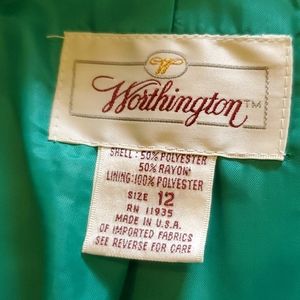 W
Worthington™
SHELL: 50% POLYESTER
50% RAYON
LINING: 100% POLYESTER
SIZE 12
RN 11935
MADE IN U.S.A.
OF IMPORTED FABRICS
SEE REVERSE FOR CARE